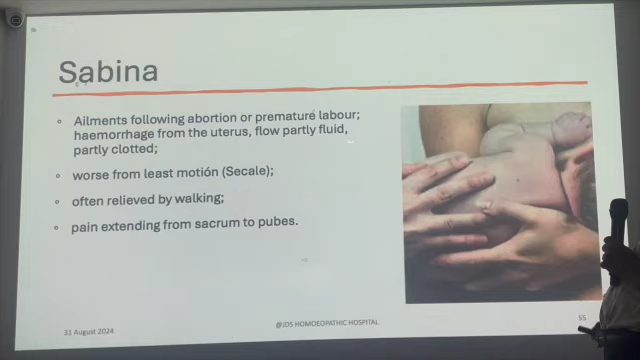 Sabina
Ailments following abortion or premature labour;
haemorrhage from the uterus, flow partly fluid,
partly clotted;
worse from least motion (Secale);
often relieved by walking;
pain extending from sacrum to pubes.
31 August 2024
@JDS HOMOEOPATHIC HOSPITAL
55